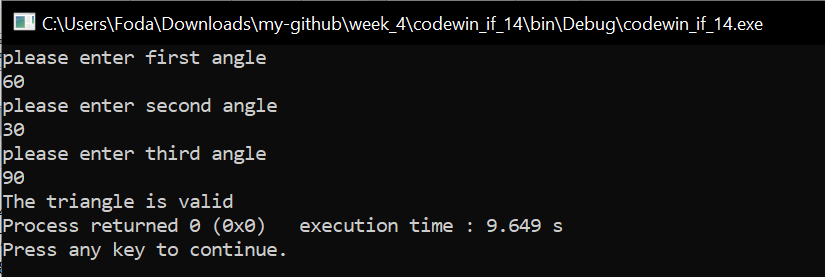 C:\Users\Foda\Downloads\my-github\week_4\codewin_if_14\bin\Debug\codewin_if_14.exe
please enter first angle
60
please enter second angle
30
please enter third angle
90
The triangle is valid
Process returned 0 (0x0)   execution time : 9.649 s
Press any key to continue.